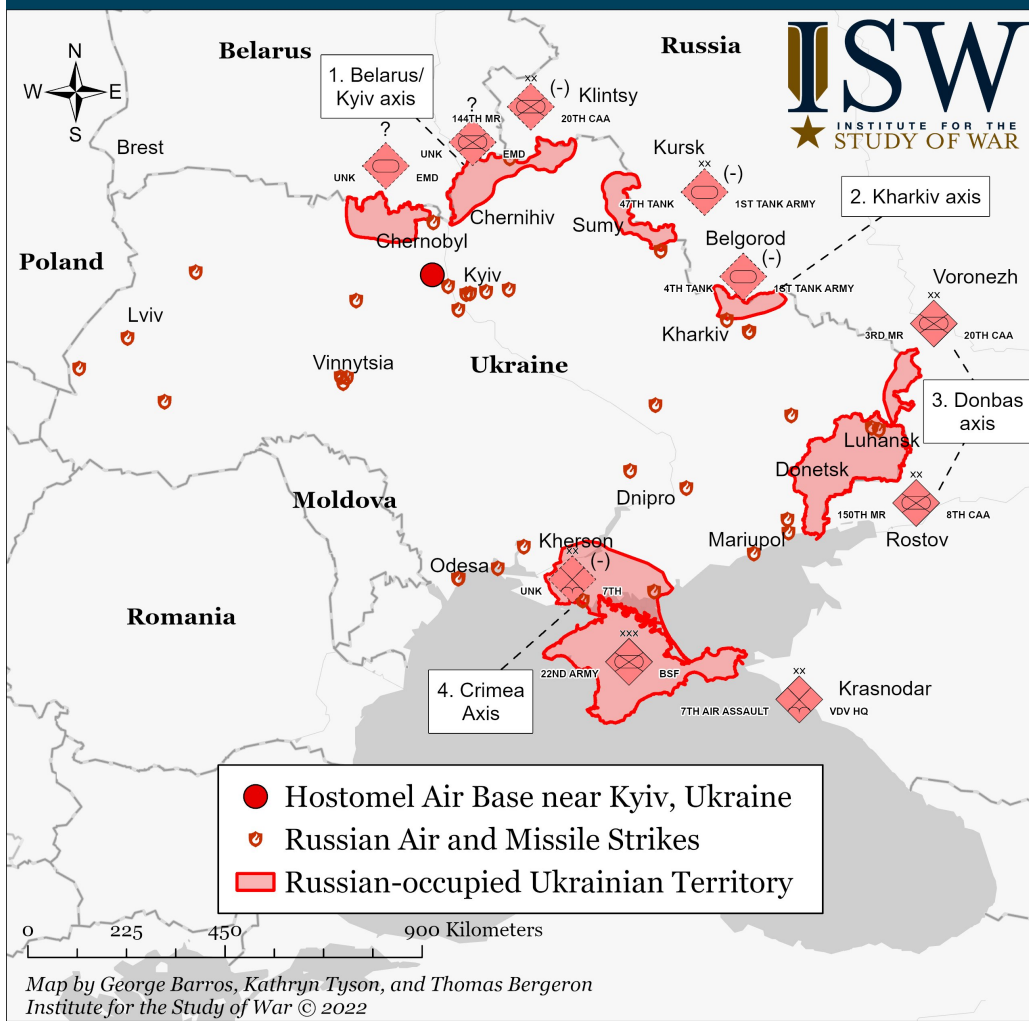 Belarus
Russia
ISW
INSTITUTE FOR THE
STUDY OF WAR
N
W
E
S
1. Belarus/
Kyiv axis
?
144TH MR
UNK
EMD
xx
(-)
Klintsy
20TH CAA
?
UNK
EMD
Brest
Kursk
xx
(-)
47TH TANK
1ST TANK ARMY
2. Kharkiv axis
Chernihiv
Chernobyl
Sumy
Belgorod
(-)
4TH TANK
1ST TANK ARMY
Poland
Kyiv
Voronezh
xx
3RD MR
20TH CAA
Lviv
Kharkiv
Vinnytsia
Ukraine
3. Donbas
axis
Luhansk
Donetsk
xx
150TH MR
8TH CAA
Rostov
Moldova
Dnipro
Mariupol
Kherson
xx
(-)
UNK
7TH
Odesa
Romania
xxx
22ND ARMY
BSF
4. Crimea
Axis
xx
7TH AIR ASSAULT
VDV HQ
Krasnodar
Hostomel Air Base near Kyiv, Ukraine
Russian Air and Missile Strikes
Russian-occupied Ukrainian Territory
0 225 450 900 Kilometers
Map by George Barros, Kathryn Tyson, and Thomas Bergeron
Institute for the Study of War © 2022